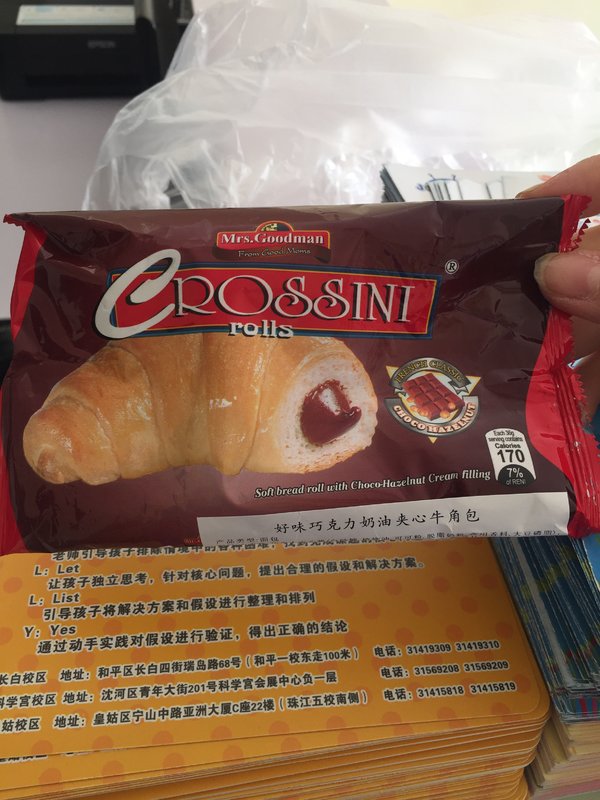 EPSON
Mrs.Goodman
From Good Moms
CROSSINI
®
rolls
FRENCH CLASSIC
CHOCO HAZELNUT
Each 38g
serving contains
Calories
170
7%
of RENI
Soft bread roll with Choco-Hazelnut Cream filling
好味巧克力奶油夹心牛角包
产品类型:面包
L: Let
让孩子独立思考，针对核心问题，提出合理的假设和解决方案。
L: List
引导孩子将解决方案和假设进行整理和排列
Y: Yes
通过动手实践对假设进行验证，得出正确的结论
长白校区 地址：和平区长白四街瑞岛路68号（和平一校东走100米） 电话：31419309 31419310
科学宫校区 地址：沈河区青年大街201号科学宫会展中心负一层 电话：31569208 31569209
姑校区 地址：皇姑区宁山中路亚洲大厦C座22楼（珠江五校南侧） 电话：31415818 31415819